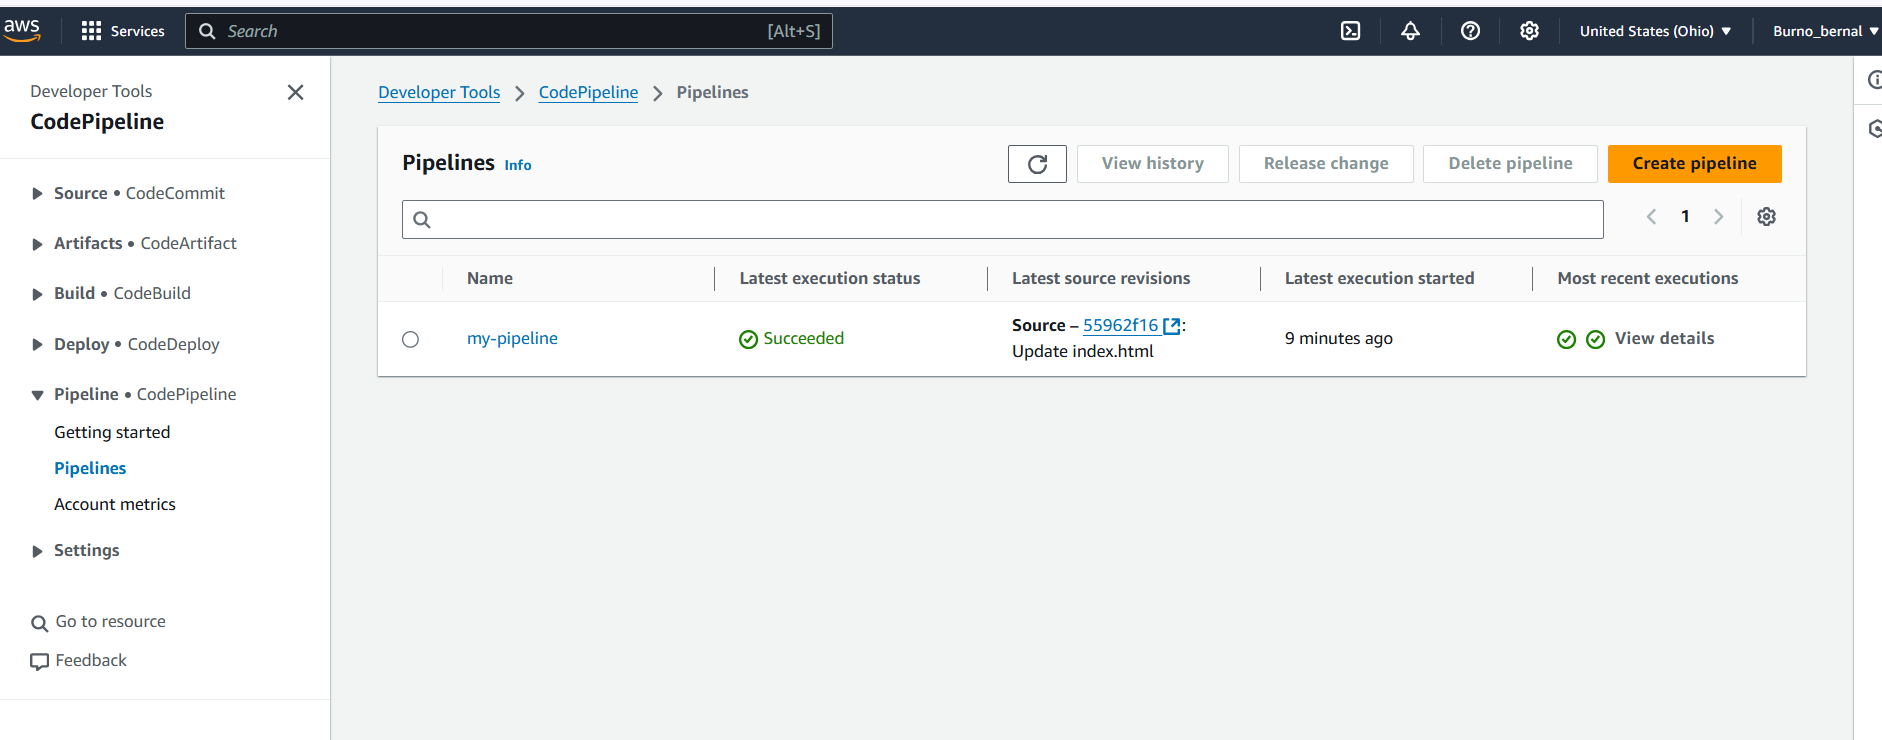 aws
Services
Search
[Alt+S]
United States (Ohio)
Burno_bernal
Developer Tools
CodePipeline
Source • CodeCommit
Artifacts • CodeArtifact
Build • CodeBuild
Deploy • CodeDeploy
Pipeline • CodePipeline
Getting started
Pipelines
Account metrics
Settings
Go to resource
Feedback
Developer Tools > CodePipeline > Pipelines
Pipelines Info
View history
Release change
Delete pipeline
Create pipeline
1
Name
Latest execution status
Latest source revisions
Latest execution started
Most recent executions
my-pipeline
Succeeded
Source – 55962f16 :
Update index.html
9 minutes ago
View details